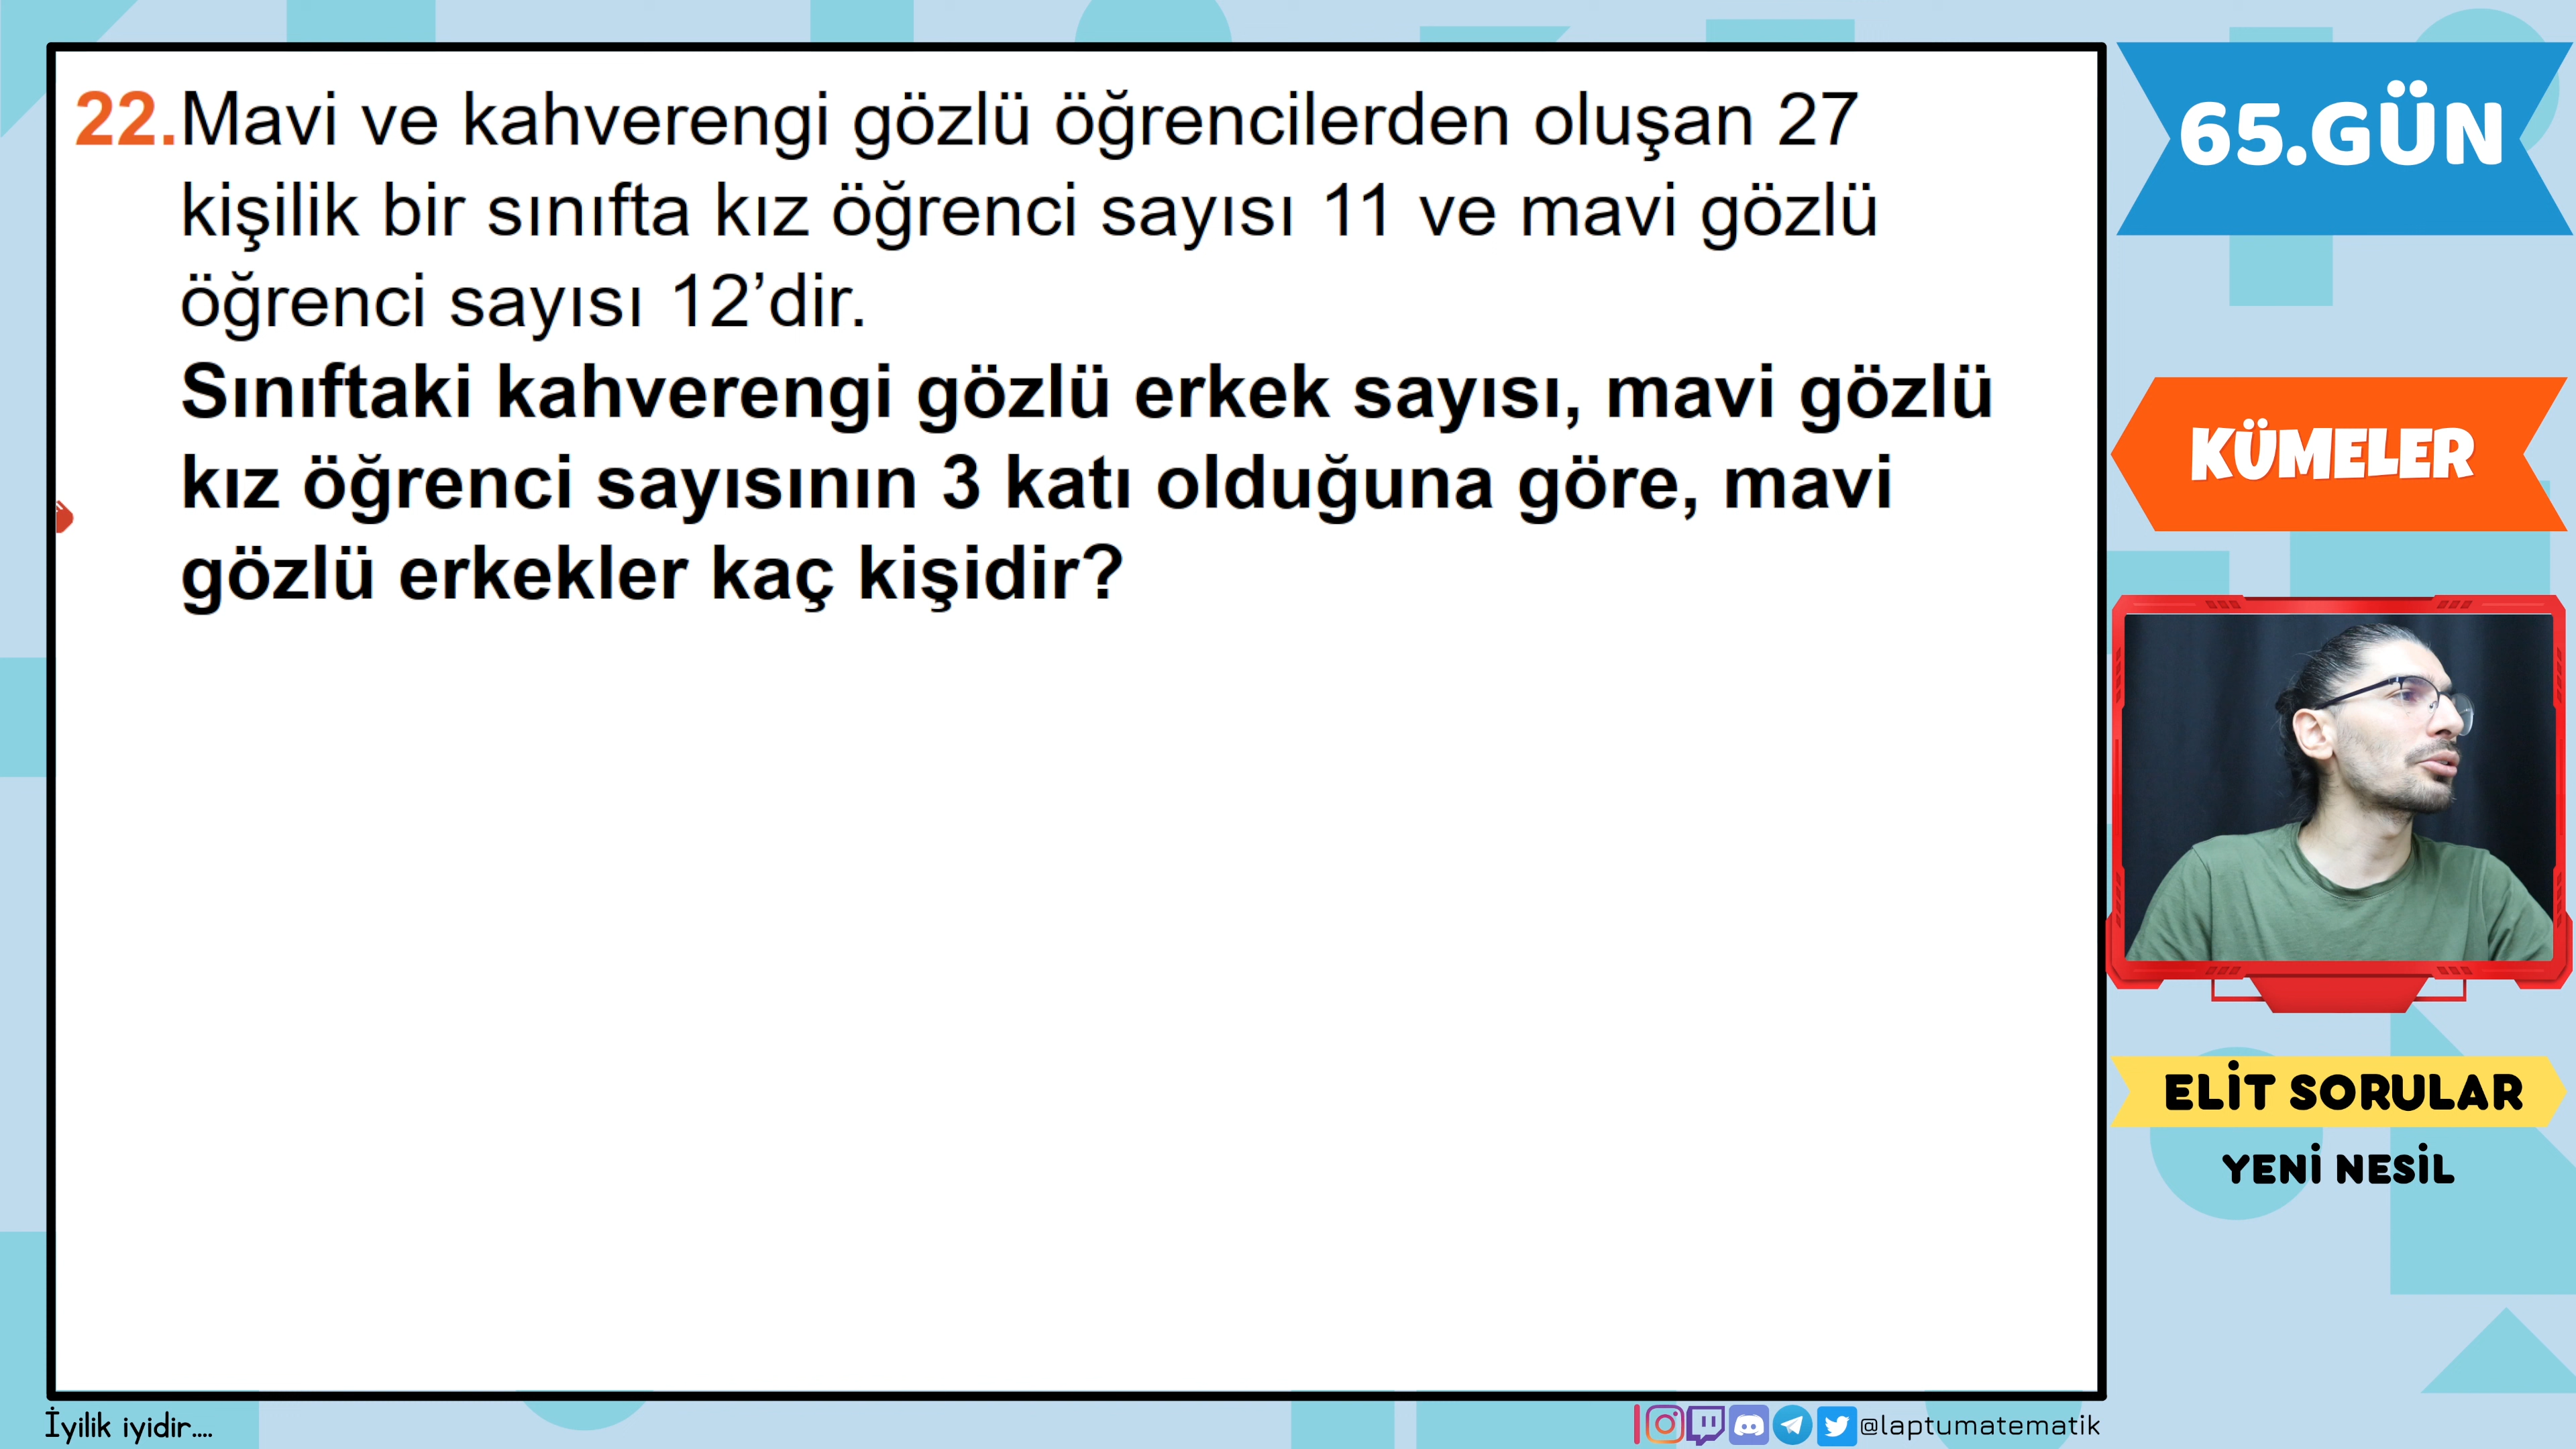 22.Mavi ve kahverengi gözlü öğrencilerden oluşan 27
kişilik bir sınıfta kız öğrenci sayısı 11 ve mavi gözlü
öğrenci sayısı 12’dir.
Sınıftaki kahverengi gözlü erkek sayısı, mavi gözlü
kız öğrenci sayısının 3 katı olduğuna göre, mavi
gözlü erkekler kaç kişidir?
65.GÜN
KÜMELER
ELİT SORULAR
YENİ NESİL
İyilik iyidir....
@laptumatematik